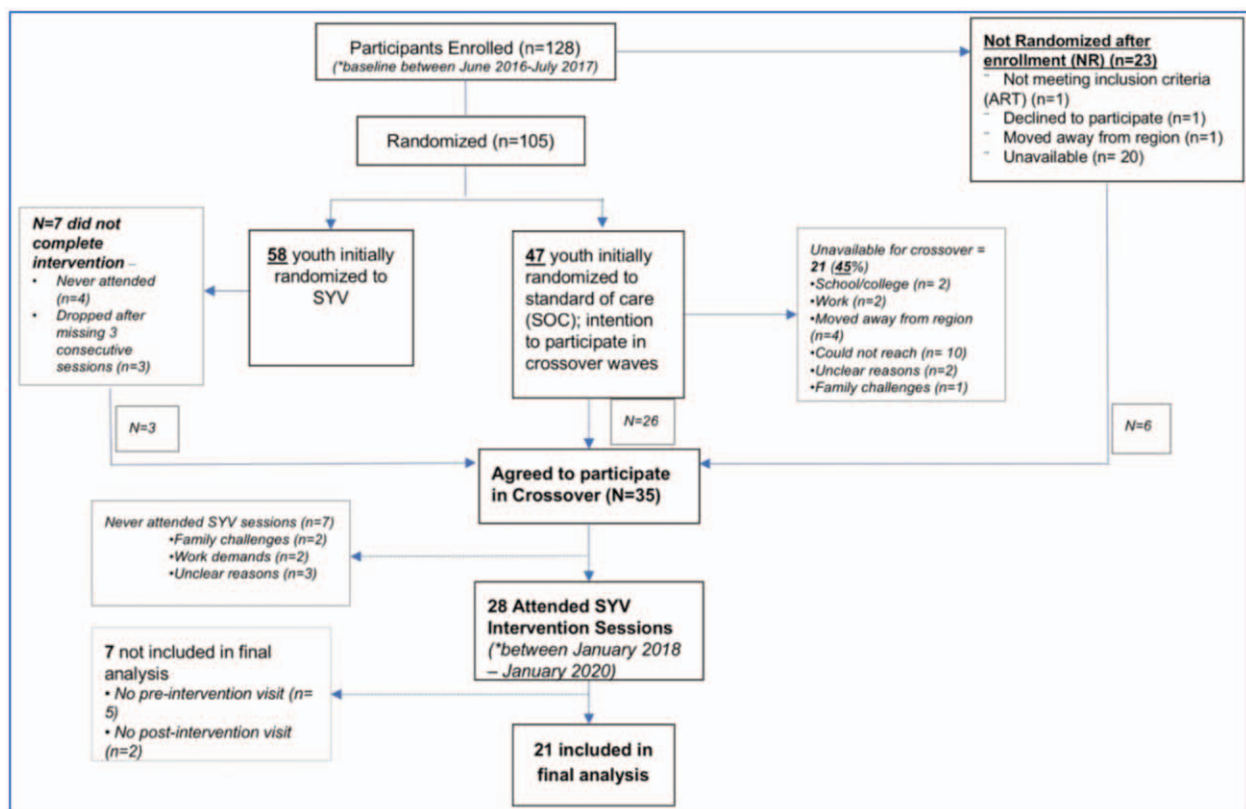 Participants Enrolled (n=128)
(*baseline between June 2016-July 2017)
Not Randomized after
enrollment (NR) (n=23)
¨ Not meeting inclusion criteria
(ART) (n=1)
¨ Declined to participate (n=1)
¨ Moved away from region (n=1)
¨ Unavailable (n= 20)
Randomized (n=105)
N=7 did not
complete
intervention –
• Never attended
(n=4)
• Dropped after
missing 3
consecutive
sessions (n=3)
58 youth initially
randomized to
SYV
47 youth initially
randomized to
standard of care
(SOC); intention
to participate in
crossover waves
Unavailable for crossover =
21 (45%)
•School/college (n= 2)
•Work (n=2)
•Moved away from region
(n=4)
•Could not reach (n= 10)
•Unclear reasons (n=2)
•Family challenges (n=1)
N=3
N=26
N=6
Agreed to participate
in Crossover (N=35)
Never attended SYV sessions (n=7)
•Family challenges (n=2)
•Work demands (n=2)
•Unclear reasons (n=3)
28 Attended SYV
Intervention Sessions
(*between January 2018
– January 2020)
7 not included in final
analysis
• No pre-intervention visit (n=
5)
• No post-intervention visit
(n=2)
21 included in
final analysis